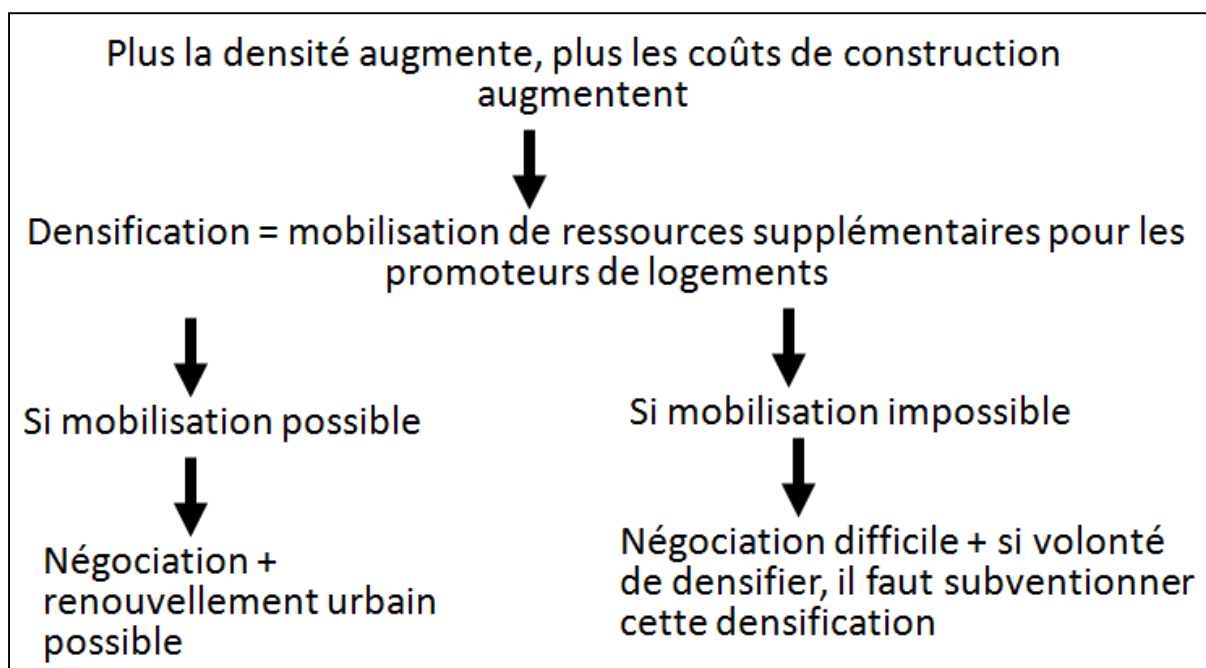 Plus la densité augmente, plus les coûts de construction
augmentent
Densification = mobilisation de ressources supplémentaires pour les
promoteurs de logements
Si mobilisation possible
Si mobilisation impossible
Négociation +
renouvellement urbain
possible
Négociation difficile + si volonté
de densifier, il faut subventionner
cette densification